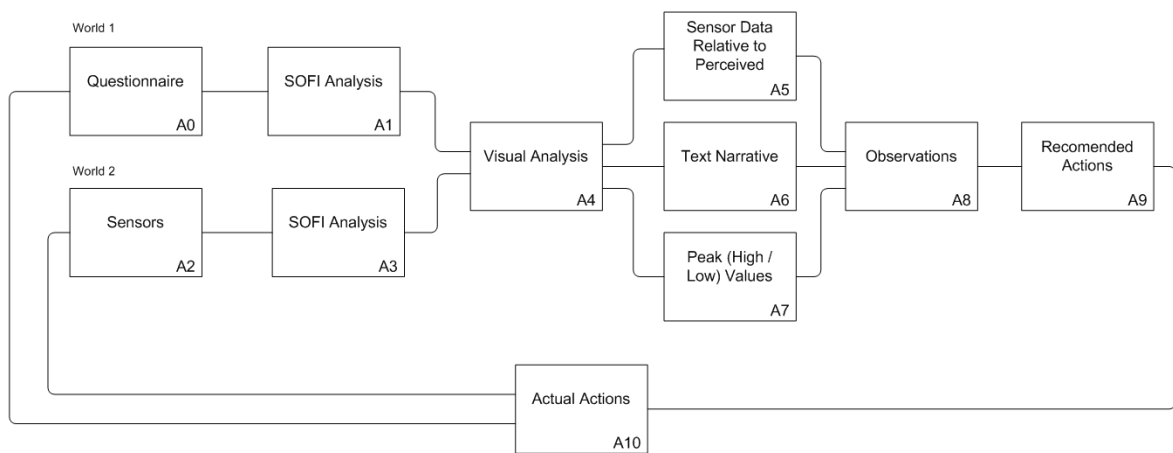 World 1
Questionnaire
A0
SOFI Analysis
A1
World 2
Sensors
A2
SOFI Analysis
A3
Visual Analysis
A4
Sensor Data
Relative to
Perceived
A5
Text Narrative
A6
Peak (High /
Low) Values
A7
Observations
A8
Recomended
Actions
A9
Actual Actions
A10